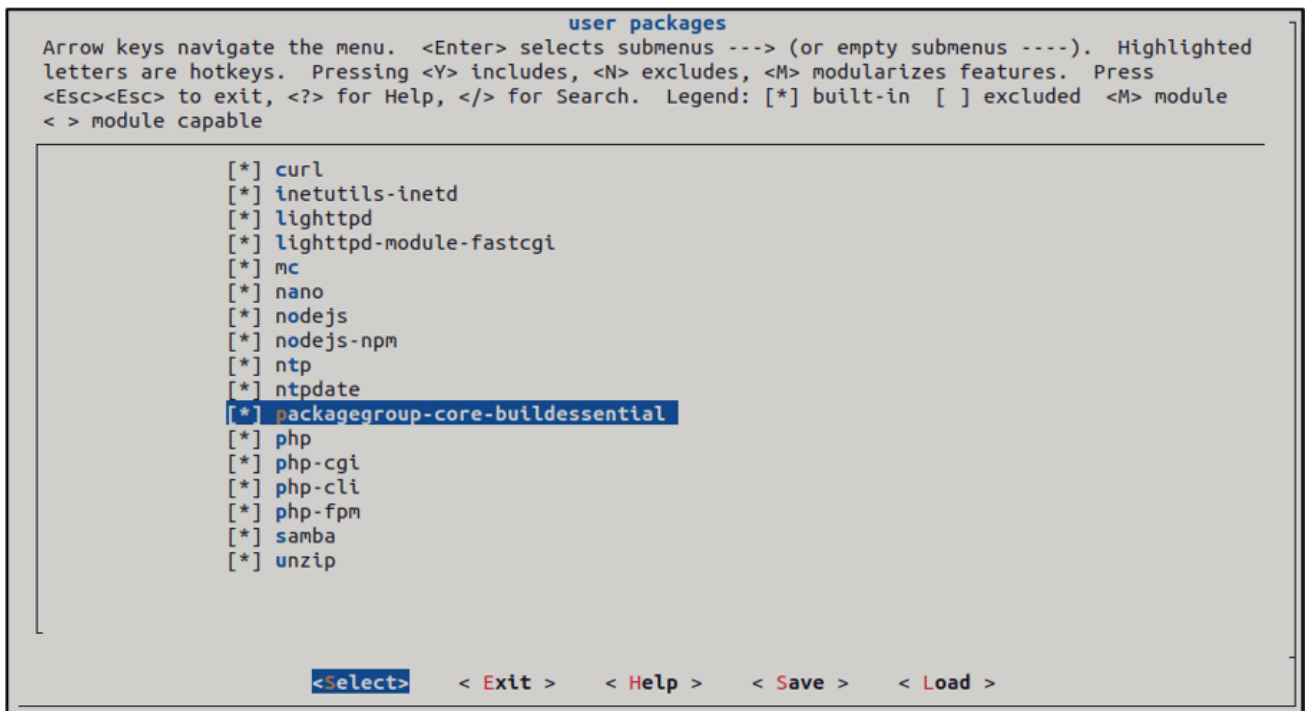 user packages
Arrow keys navigate the menu.  <Enter> selects submenus ---> (or empty submenus ----).  Highlighted
letters are hotkeys.  Pressing <Y> includes, <N> excludes, <M> modularizes features.  Press
<Esc><Esc> to exit, <?> for Help, </> for Search.  Legend: [*] built-in  [ ] excluded  <M> module
< > module capable
[*] curl
[*] inetutils-inetd
[*] lighttpd
[*] lighttpd-module-fastcgi
[*] mc
[*] nano
[*] nodejs
[*] nodejs-npm
[*] ntp
[*] ntpdate
[*] packagegroup-core-buildessential
[*] php
[*] php-cgi
[*] php-cli
[*] php-fpm
[*] samba
[*] unzip
<Select>    < Exit >    < Help >    < Save >    < Load >